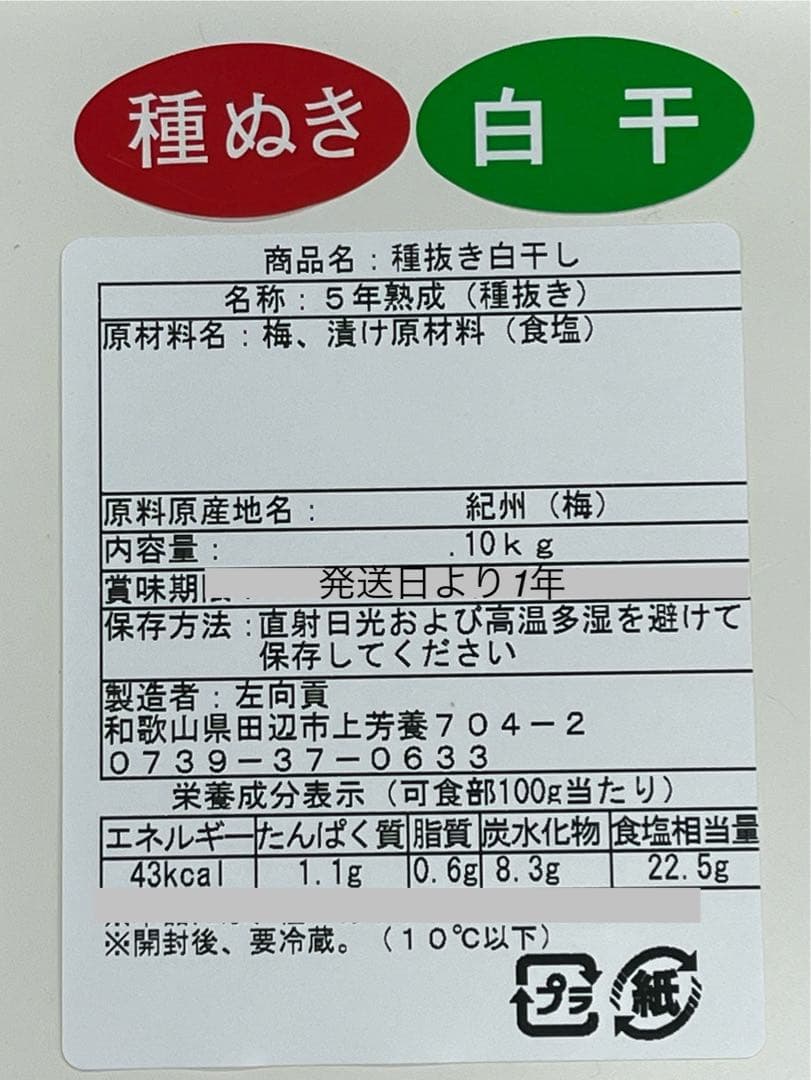 種ぬき
白干
商品名：種抜き白干し
名称：５年熟成（種抜き）
原材料名：梅、漬け原材料（食塩）
原料原産地名： 紀州（梅）
内容量： .10ｋｇ
賞味期 発送日より1年
保存方法：直射日光および高温多湿を避けて
保存してください
製造者：左向貢
和歌山県田辺市上芳養７０４－２
０７３９－３７－０６３３
栄養成分表示（可食部100g当たり）
エネルギー たんぱく質 脂質 炭水化物 食塩相当量
43kcal 1.1g 0.6g 8.3g 22.5g
※開封後、要冷蔵。（１０℃以下）
プラ 紙